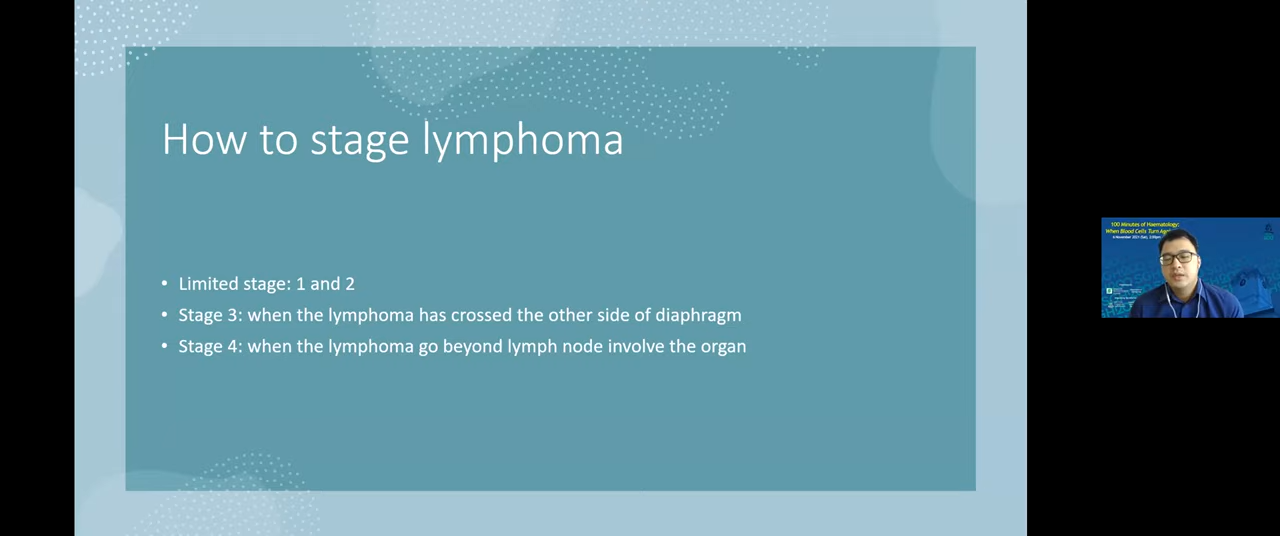 How to stage lymphoma
• Limited stage: 1 and 2
• Stage 3: when the lymphoma has crossed the other side of diaphragm
• Stage 4: when the lymphoma go beyond lymph node involve the organ
100 Minutes of Haematology:
When Blood Cells Turn